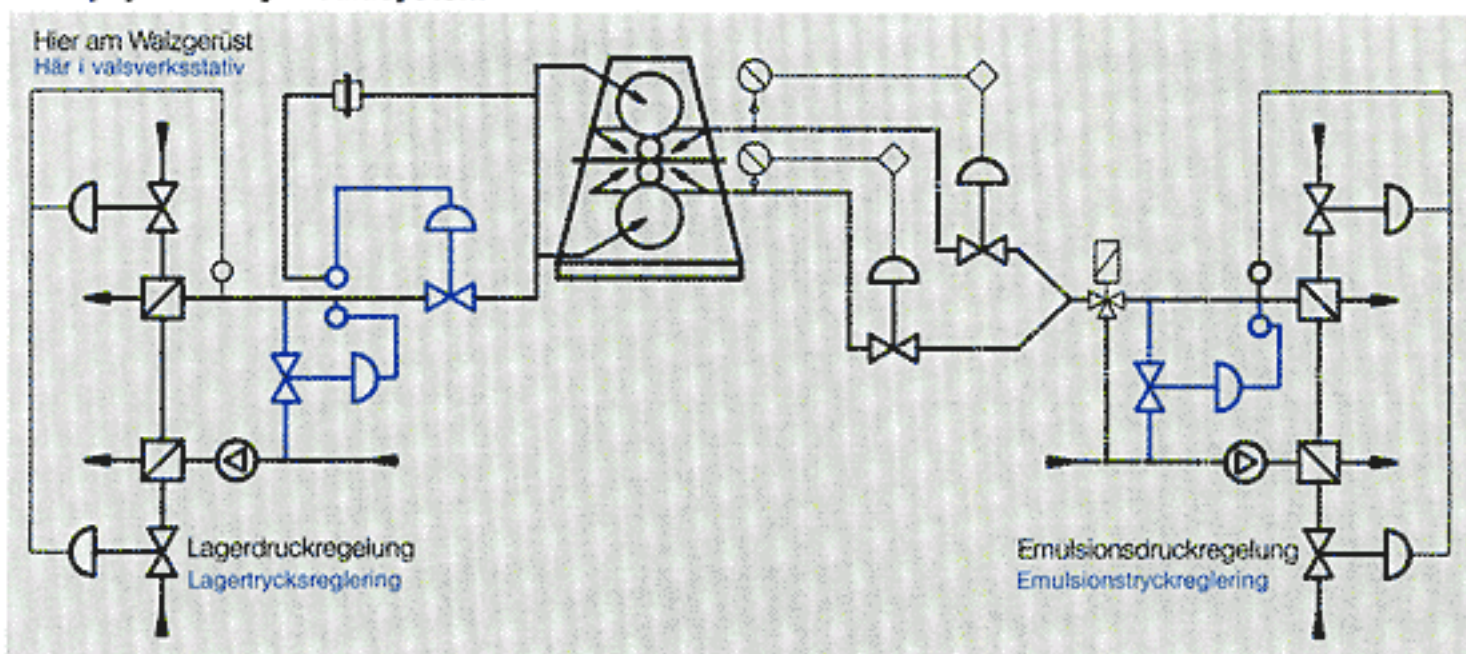 Hier am Walzgerüst
Här i valsverksstativ
Lagerdruckregelung
Lagertrycksreglering
Emulsionsdruckregelung
Emulsionstryckreglering